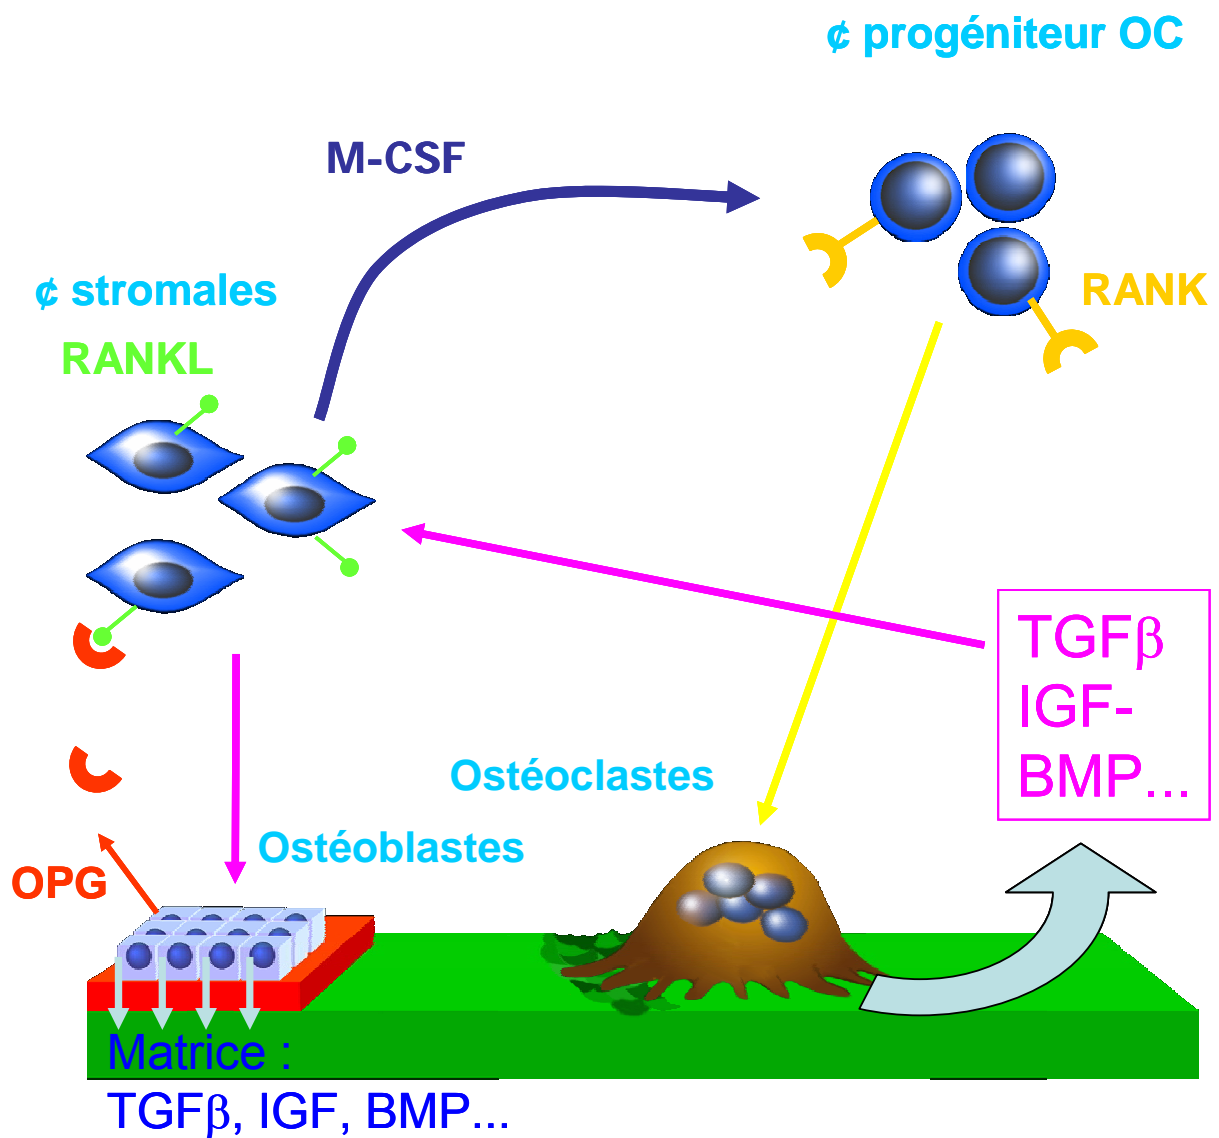 ¢ progéniteur OC
M-CSF
¢ stromales
RANK
RANKL
TGFβ
IGF-
BMP...
Ostéoclastes
Ostéoblastes
OPG
Matrice :
TGFβ, IGF, BMP...